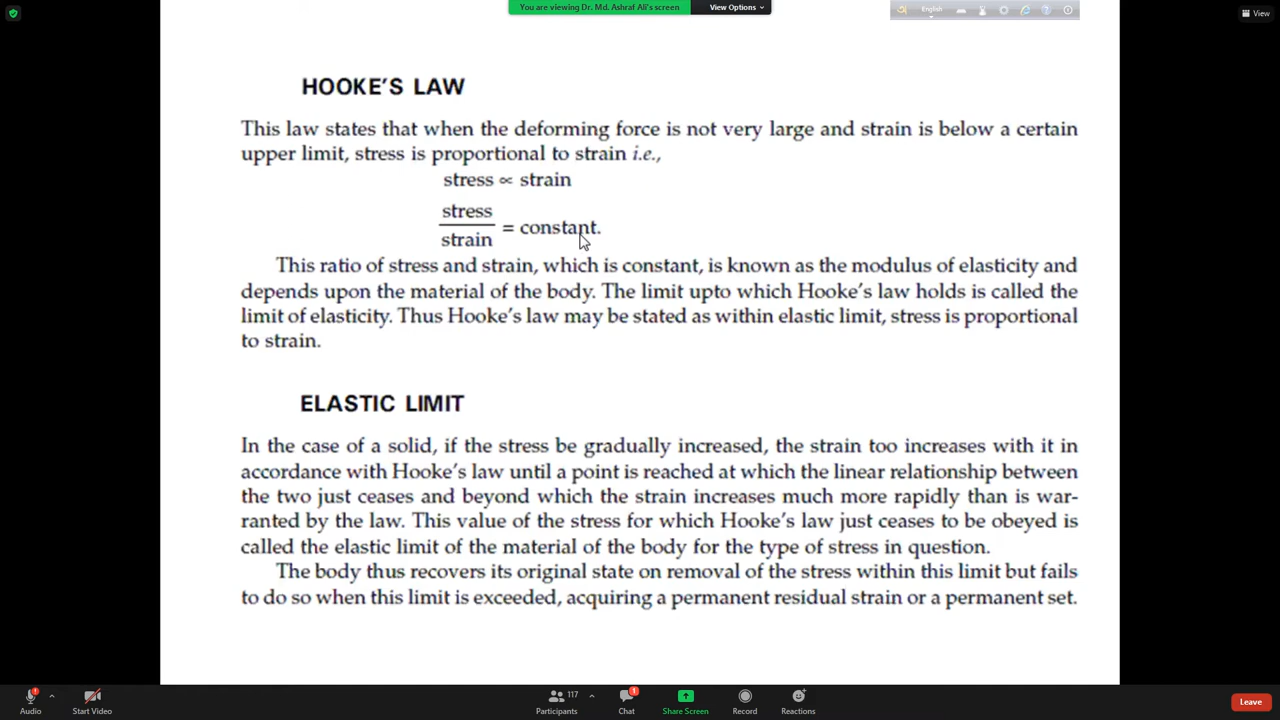 You are viewing Dr. Md. Ashraf Ali's screen
View Options
English
View
HOOKE'S LAW
This law states that when the deforming force is not very large and strain is below a certain
upper limit, stress is proportional to strain i.e.,
stress ∝ strain
stress
strain
= constant.
This ratio of stress and strain, which is constant, is known as the modulus of elasticity and
depends upon the material of the body. The limit upto which Hooke's law holds is called the
limit of elasticity. Thus Hooke's law may be stated as within elastic limit, stress is proportional
to strain.
ELASTIC LIMIT
In the case of a solid, if the stress be gradually increased, the strain too increases with it in
accordance with Hooke's law until a point is reached at which the linear relationship between
the two just ceases and beyond which the strain increases much more rapidly than is war-
ranted by the law. This value of the stress for which Hooke's law just ceases to be obeyed is
called the elastic limit of the material of the body for the type of stress in question.
The body thus recovers its original state on removal of the stress within this limit but fails
to do so when this limit is exceeded, acquiring a permanent residual strain or a permanent set.
Audio
Start Video
117
Participants
1
Chat
Share Screen
Record
Reactions
Leave